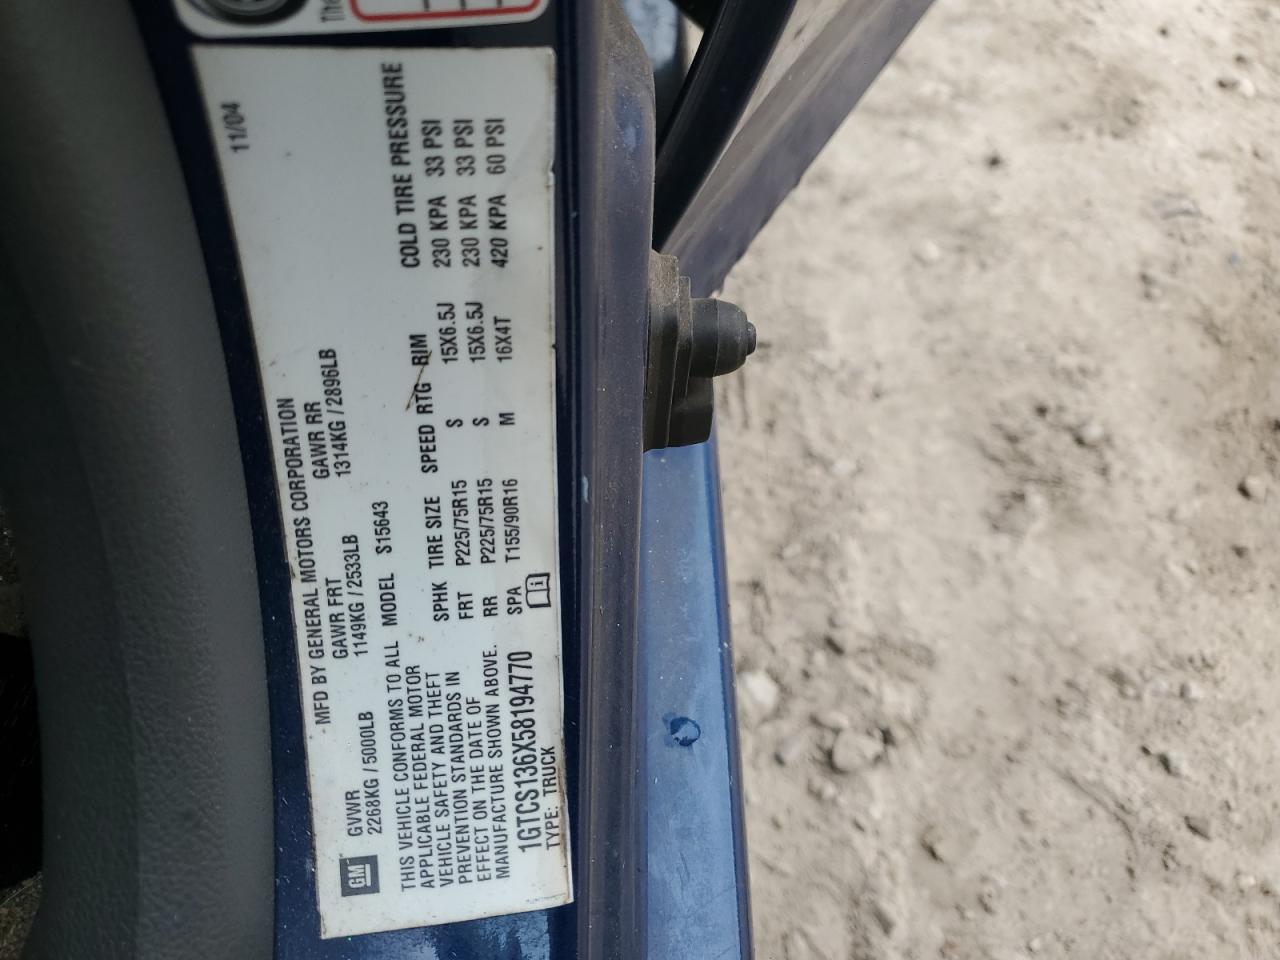 Tire
MFD BY GENERAL MOTORS CORPORATION 11/04
GVWR GAWR FRT GAWR RR
2268KG / 5000LB 1149KG / 2533LB 1314KG / 2896LB
GM
THIS VEHICLE CONFORMS TO ALL
APPLICABLE FEDERAL MOTOR
VEHICLE SAFETY AND THEFT
PREVENTION STANDARDS IN
EFFECT ON THE DATE OF
MANUFACTURE SHOWN ABOVE.
1GTCS136X58194770
TYPE: TRUCK
MODEL S15643
COLD TIRE PRESSURE
SPHK TIRE SIZE SPEED RTG RIM
FRT P225/75R15 S 15X6.5J 230 KPA 33 PSI
RR P225/75R15 S 15X6.5J 230 KPA 33 PSI
SPA T155/90R16 M 16X4T 420 KPA 60 PSI